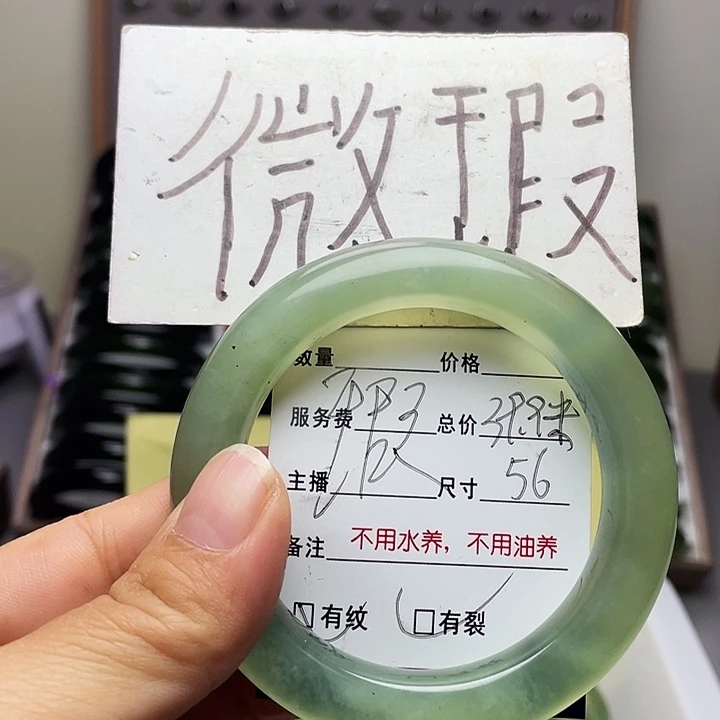 微瑕
数量 价格
服务费 总价
瑕
主播 尺寸 56
备注 不用水养，不用油养
□有纹 □有裂